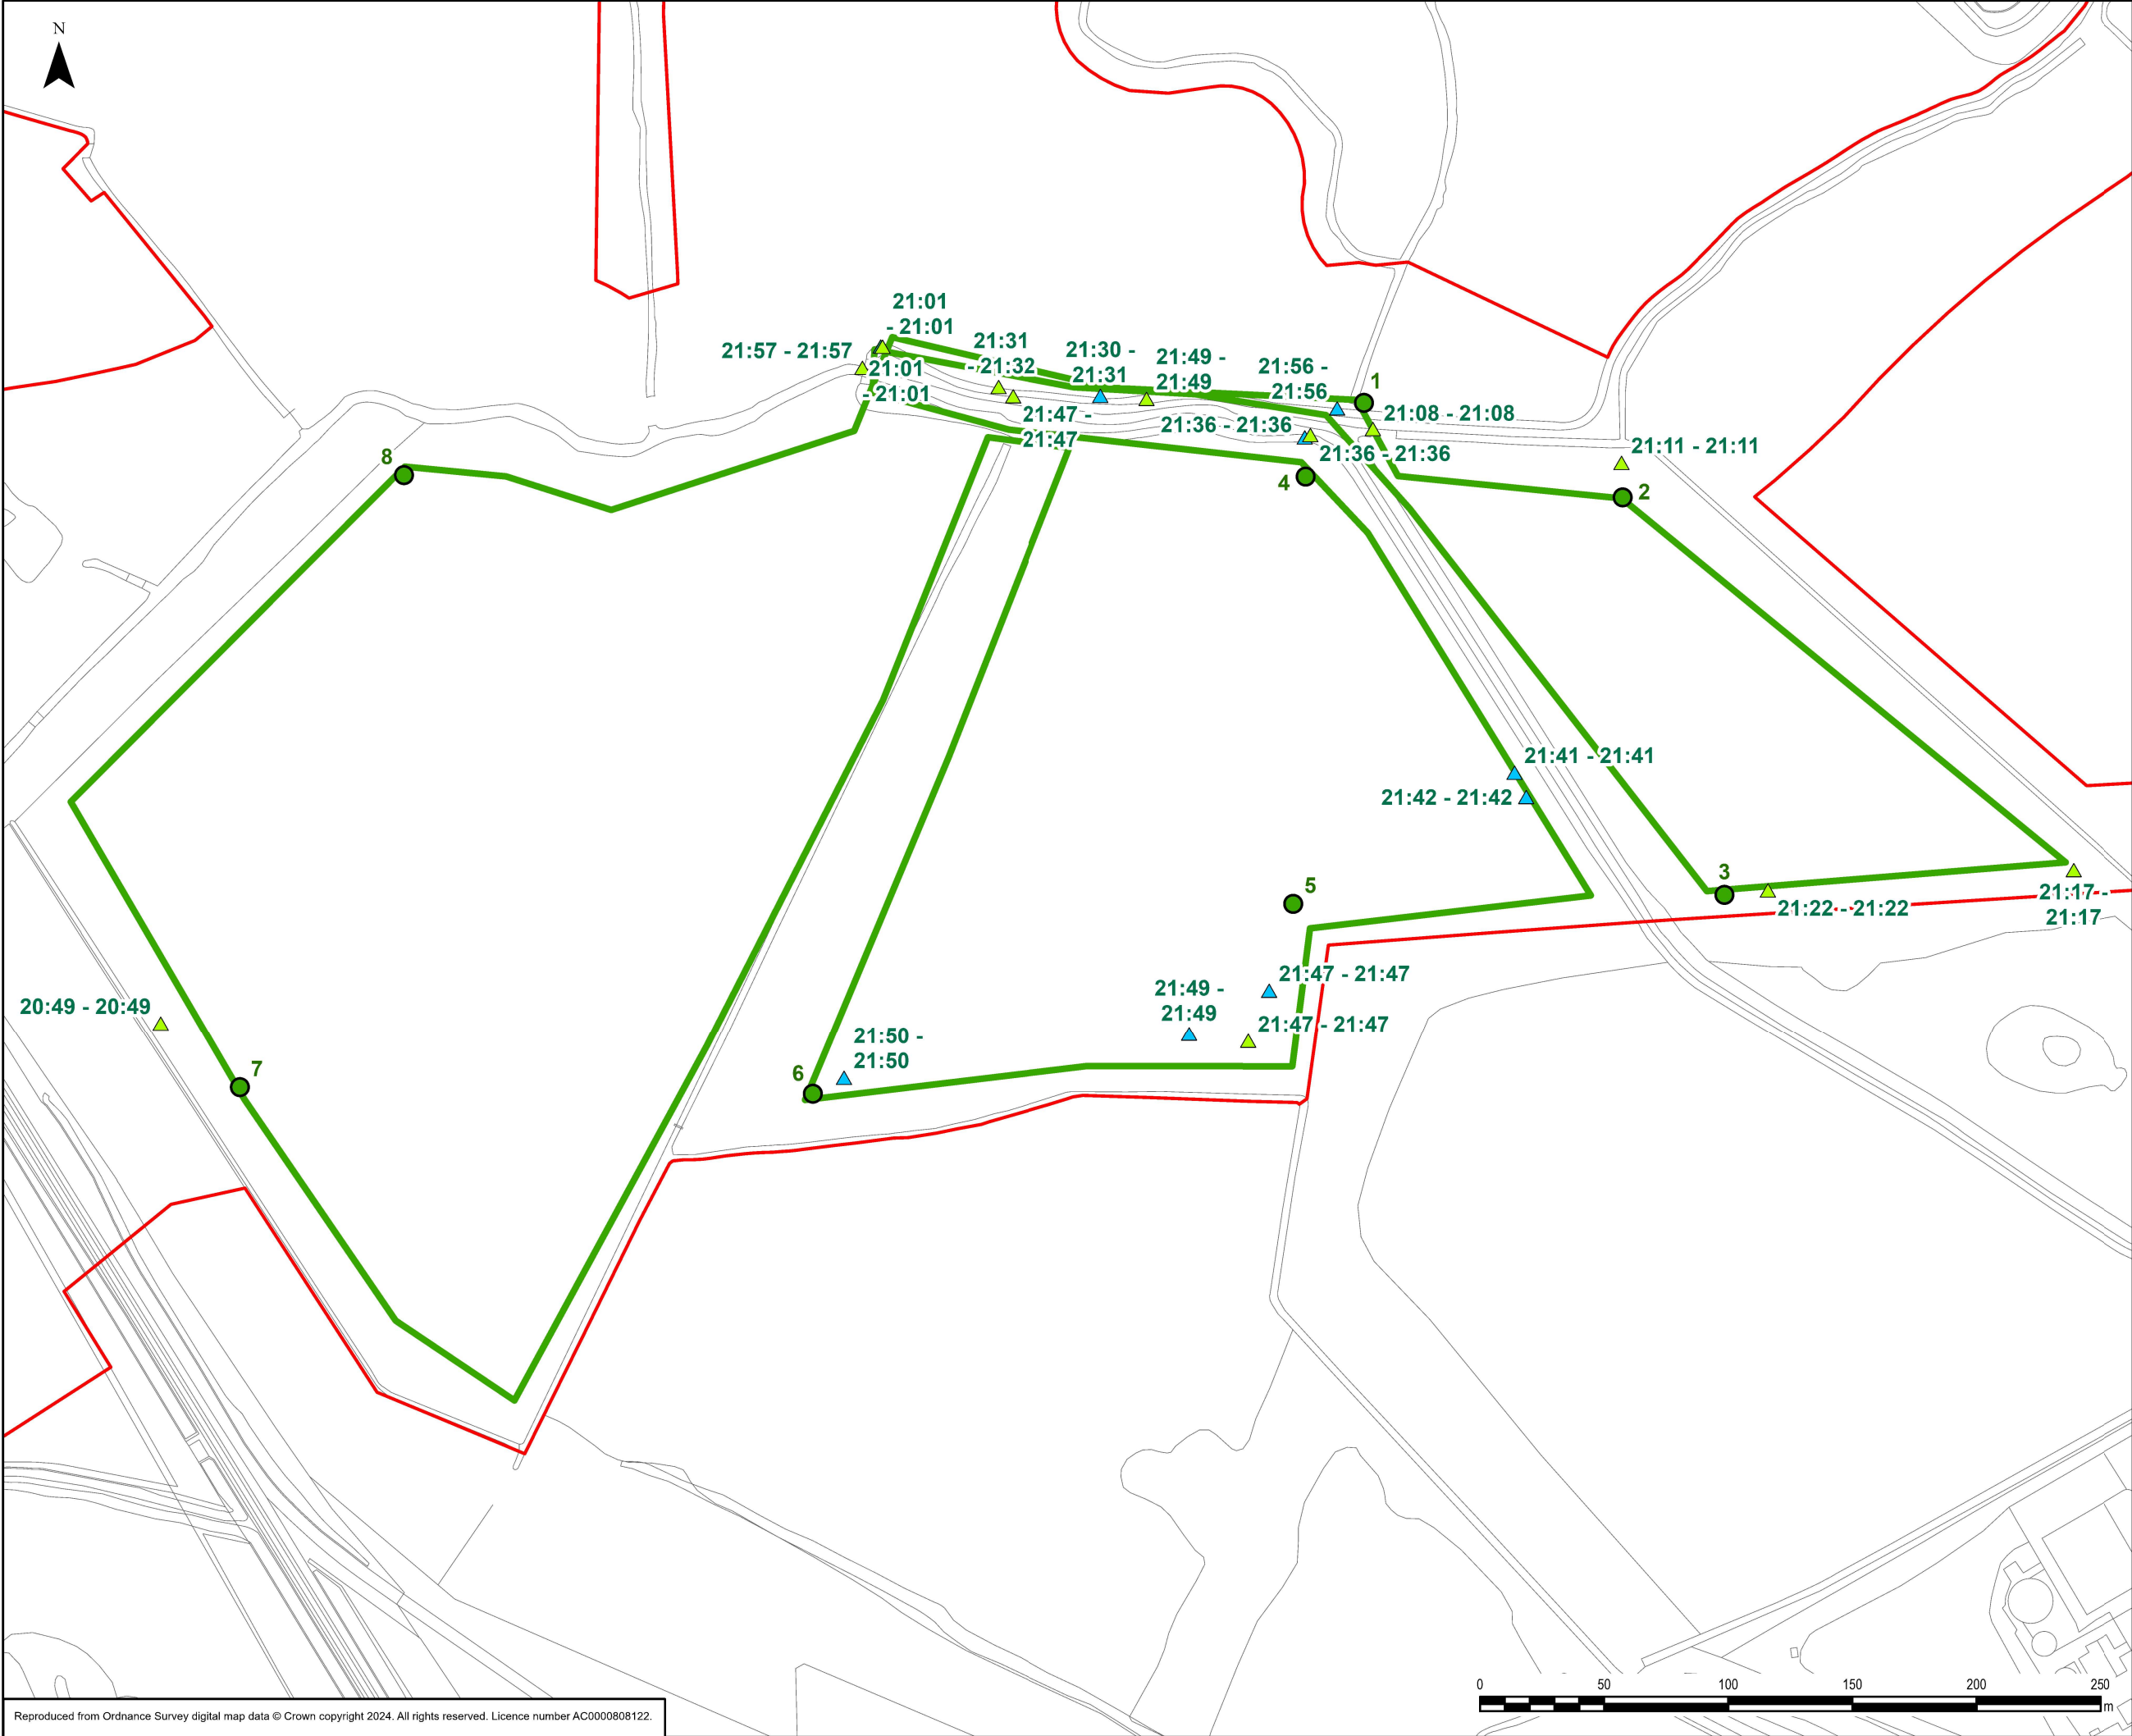 N
21:01
- 21:01
21:57 - 21:57
21:01
- 21:01
21:31
- 21:32
21:30 -
21:31
21:49 -
21:49
21:56 -
21:56
1
21:08 - 21:08
21:47 -
21:47
21:36 - 21:36
21:36 - 21:36
21:11 - 21:11
2
4
8
21:41 - 21:41
21:42 - 21:42
3
21:22 - 21:22
21:17 -
21:17
5
21:47 - 21:47
21:49 -
21:49
21:47 - 21:47
20:49 - 20:49
21:50 -
21:50
6
7
0 50 100 150 200 250
m
Reproduced from Ordnance Survey digital map data © Crown copyright 2024. All rights reserved. Licence number AC0000808122.